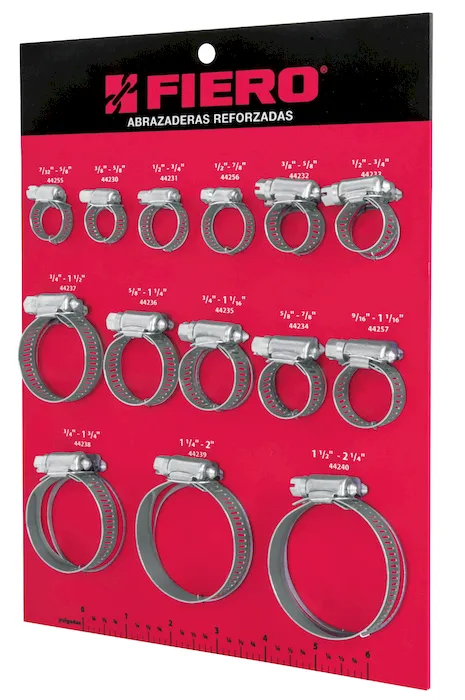 FIERO®
ABRAZADERAS REFORZADAS
7/32" - 5/8" 3/8" - 5/8" 1/2" - 3/4" 1/2" - 7/8" 3/8" - 5/8" 1/2" - 3/4"
44255 44230 44231 44256 44232 44233
3/4" - 1 1/2" 5/8" - 1 1/4" 3/4" - 1 1/16" 5/8" - 7/8" 9/16" - 1 1/16"
44237 44236 44235 44234 44257
3/4" - 1 3/4" 1 1/4" - 2" 1 1/2" - 2 1/4"
44238 44239 44240
pulgadas 0 1 2 3 4 5 6